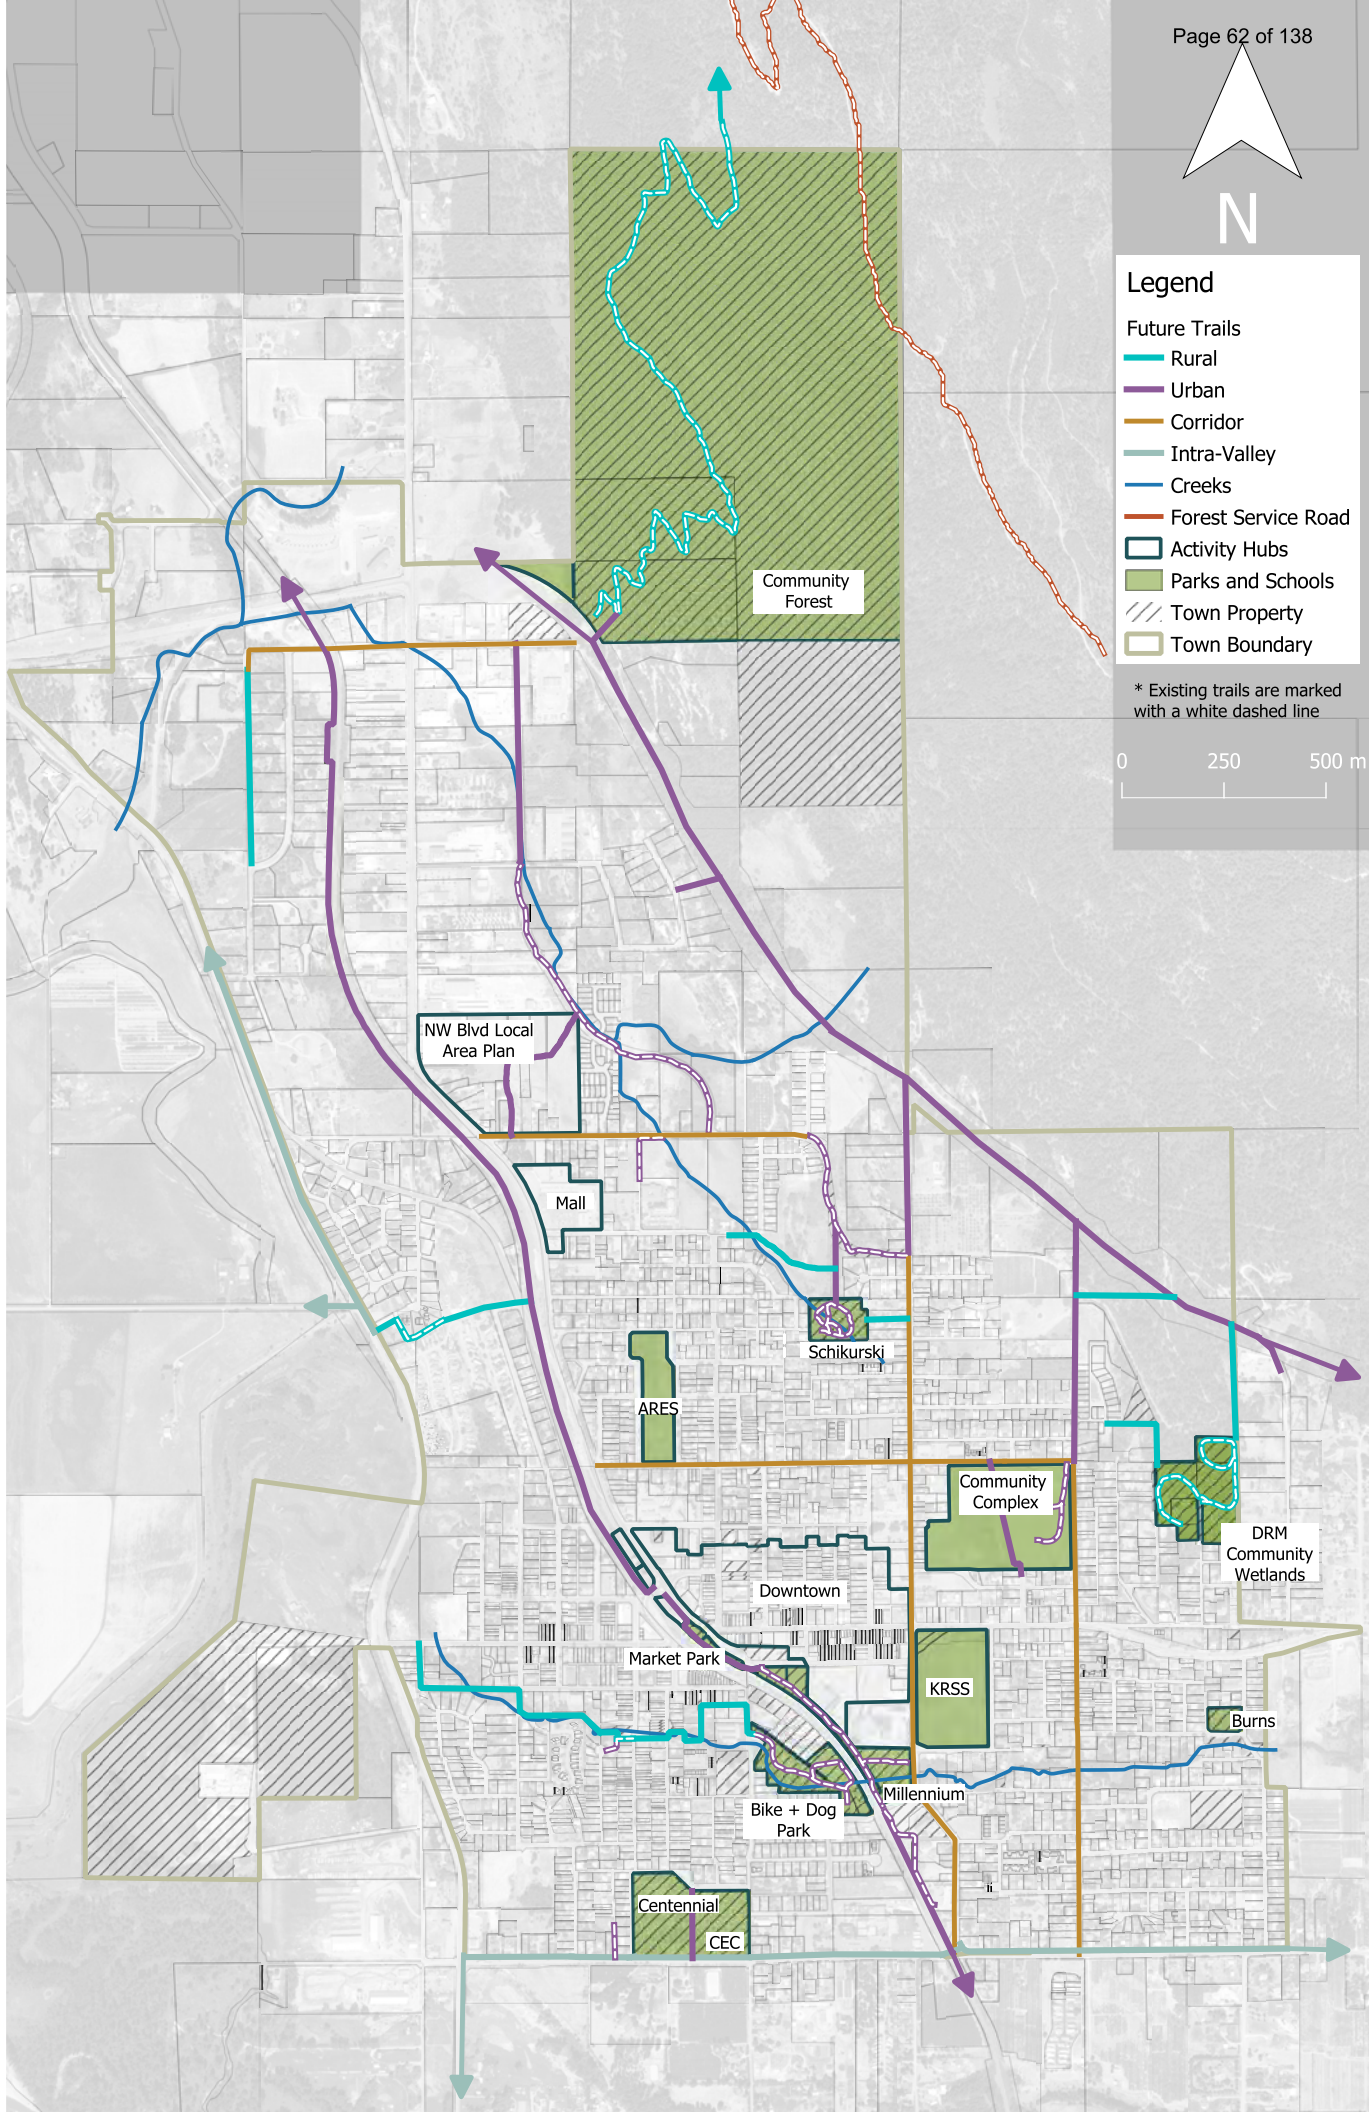 Page 62 of 138
N
Legend
Future Trails
Rural
Urban
Corridor
Intra-Valley
Creeks
Forest Service Road
Activity Hubs
Parks and Schools
Town Property
Town Boundary
* Existing trails are marked
with a white dashed line
0 250 500 m
Community
Forest
NW Blvd Local
Area Plan
Mall
Schikurski
ARES
Community
Complex
DRM
Community
Wetlands
Downtown
Market Park
KRSS
Burns
Millennium
Bike + Dog
Park
Centennial
CEC